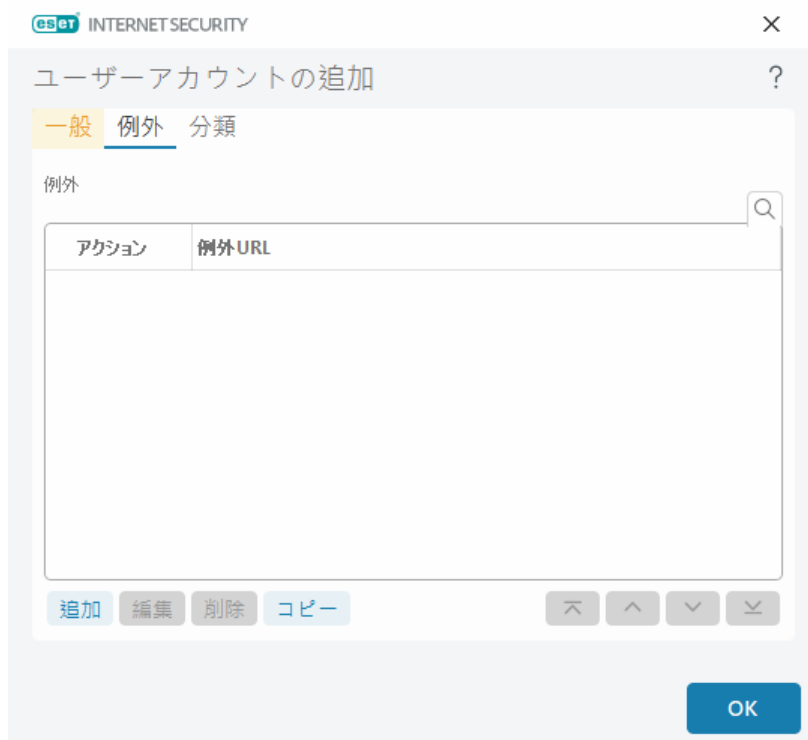 eset INTERNET SECURITY
ユーザーアカウントの追加 ?
一般 例外 分類
例外
アクション 例外URL
追加 編集 削除 コピー
OK